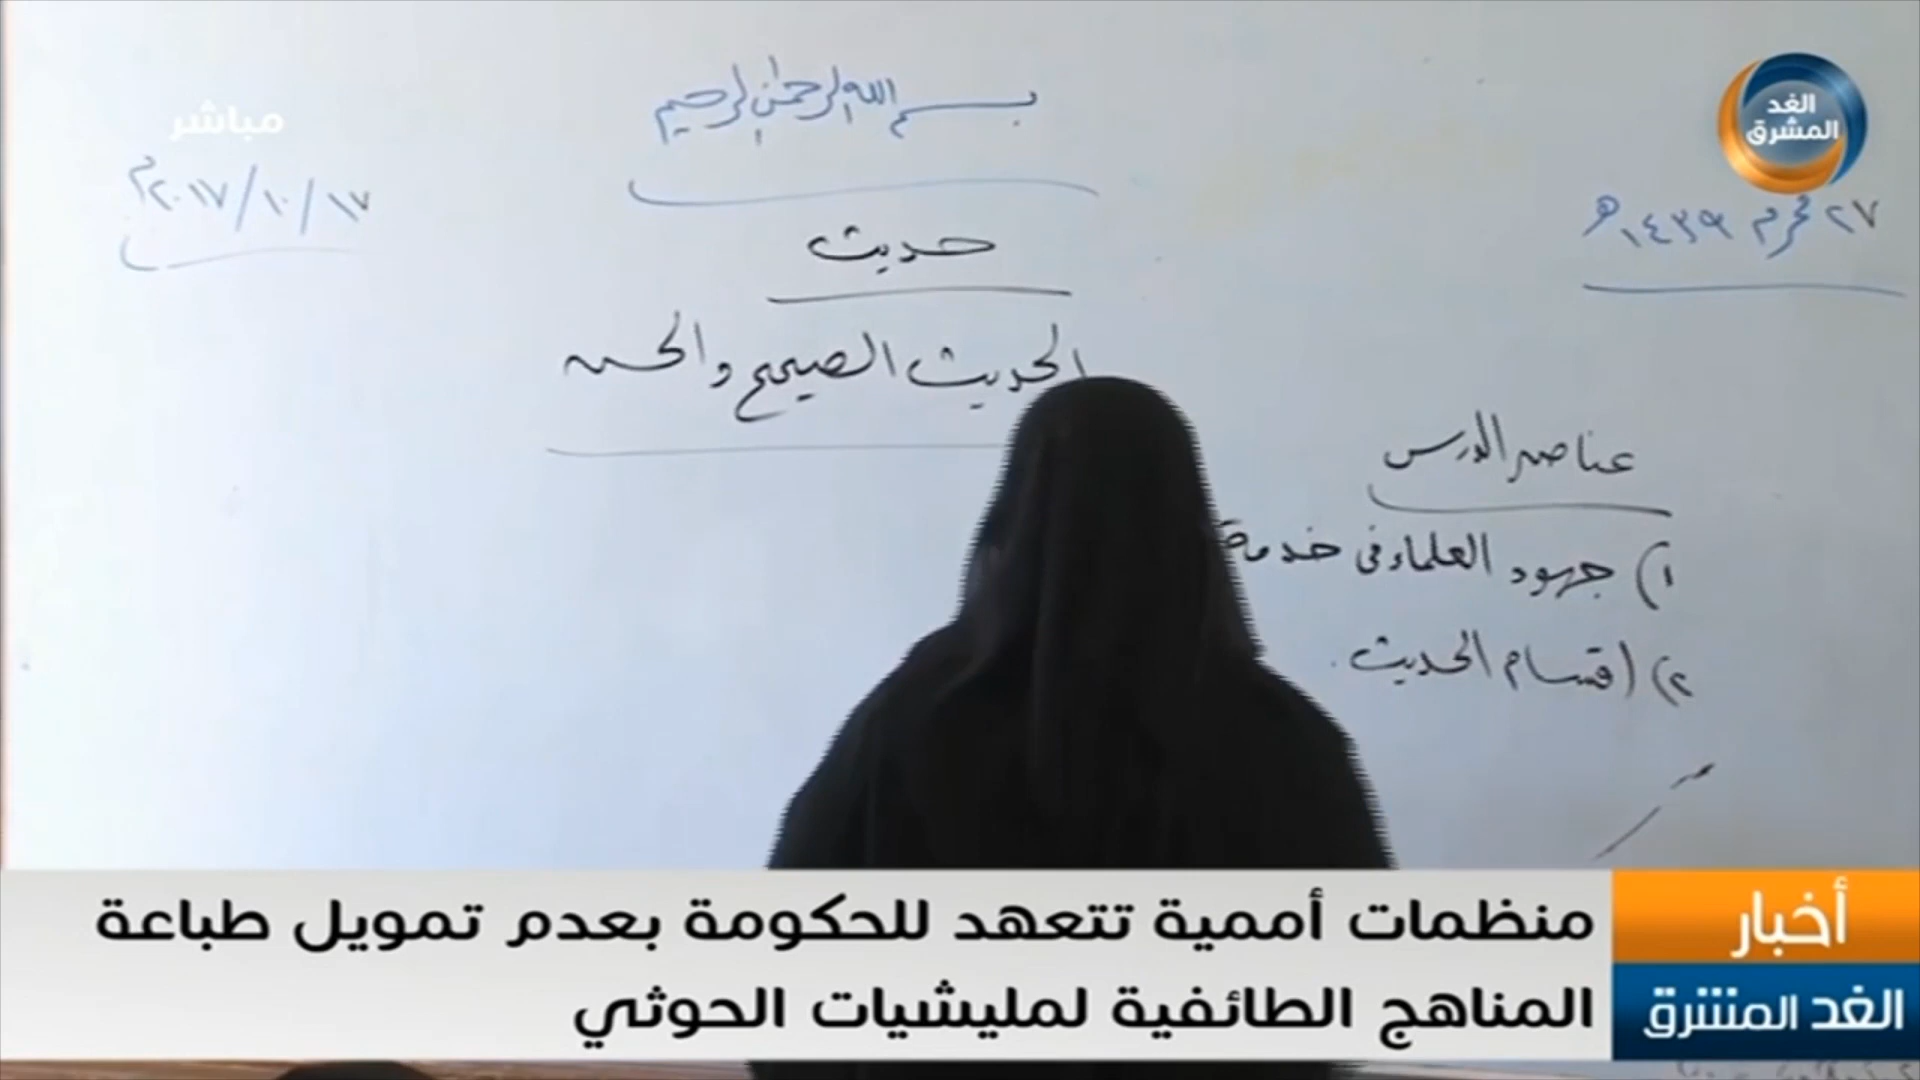 الغد
المشرق
مباشر
بسم الله الرحمن الرحيم
٢٧ محرم ١٤٣٩هـ
٢٠١٧/١٠/١٧م
حديث
الحديث الصحيح والحسن
عناصر الدرس
١) جهود العلماء في خدمة
٢) اقسام الحديث.
أخبار
الغد المشرق
منظمات أممية تتعهد للحكومة بعدم تمويل طباعة
المناهج الطائفية لمليشيات الحوثي